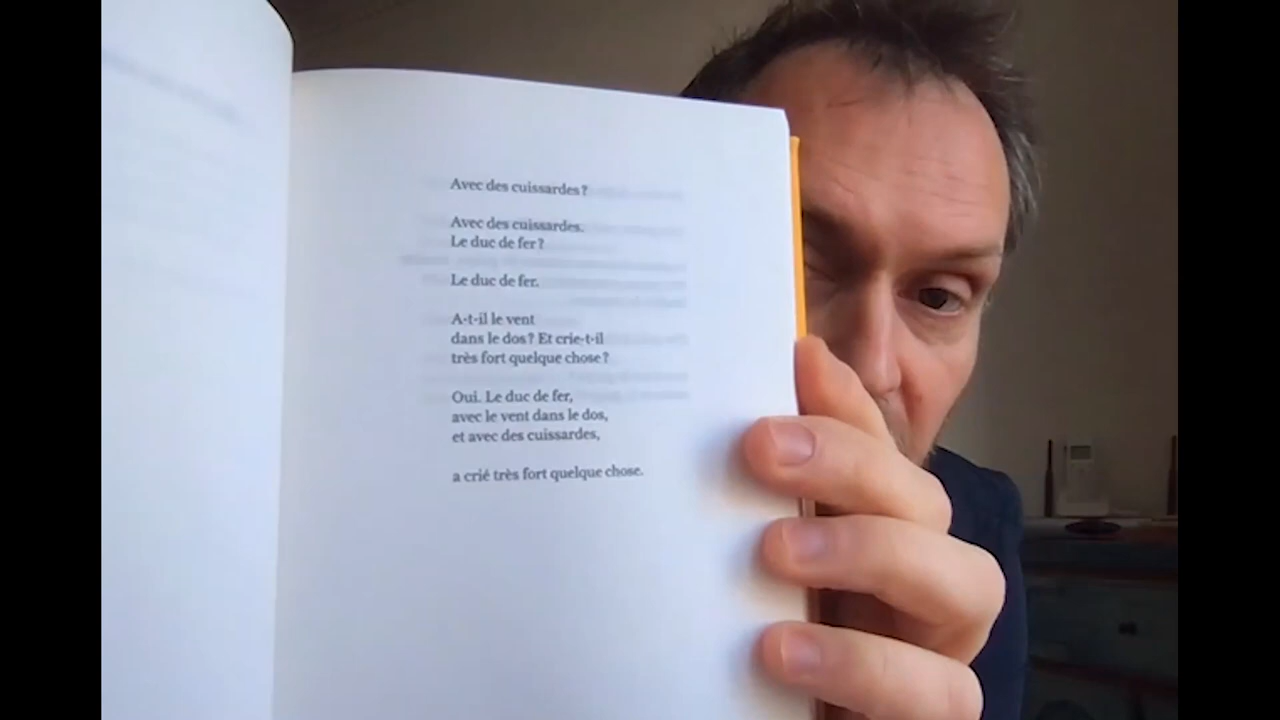 Avec des cuissardes ?
Avec des cuissardes.
Le duc de fer ?
Le duc de fer.
A-t-il le vent
dans le dos ? Et crie-t-il
très fort quelque chose ?
Oui. Le duc de fer,
avec le vent dans le dos,
et avec des cuissardes,
a crié très fort quelque chose.